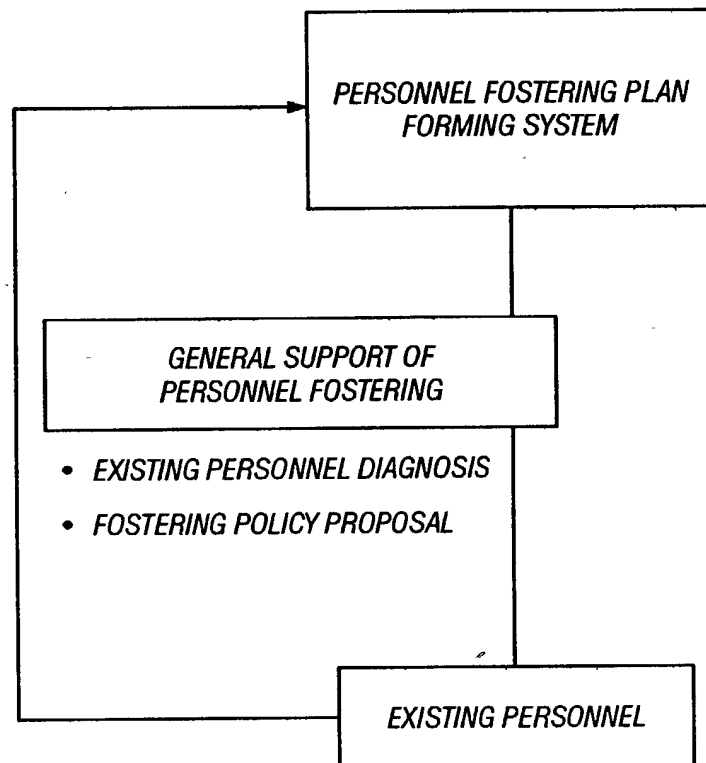 PERSONNEL FOSTERING PLAN
FORMING SYSTEM
GENERAL SUPPORT OF
PERSONNEL FOSTERING
• EXISTING PERSONNEL DIAGNOSIS
• FOSTERING POLICY PROPOSAL
EXISTING PERSONNEL